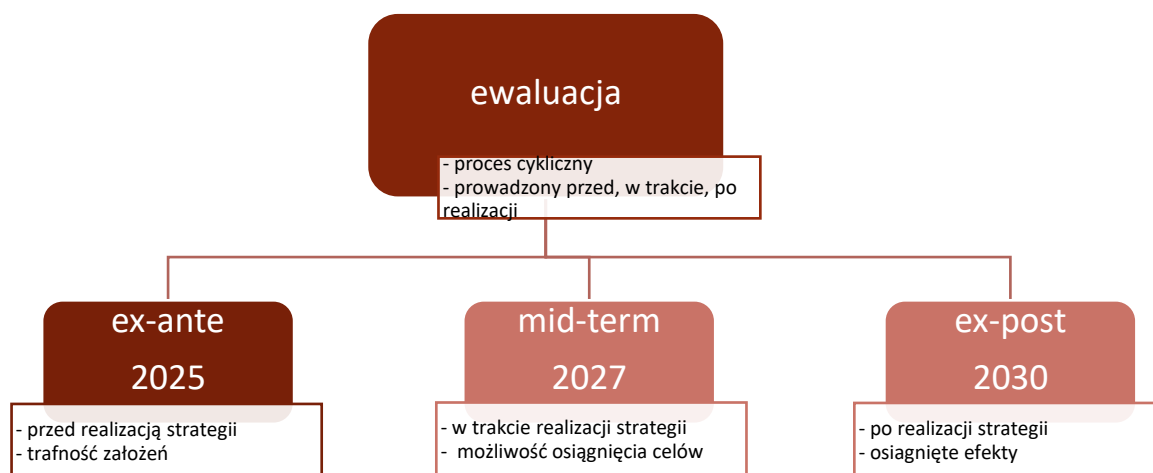 ewaluacja
- proces cykliczny
- prowadzony przed, w trakcie, po
realizacji
ex-ante
2025
- przed realizacją strategii
- trafność założeń
mid-term
2027
- w trakcie realizacji strategii
- możliwość osiągnięcia celów
ex-post
2030
- po realizacji strategii
- osiagnięte efekty